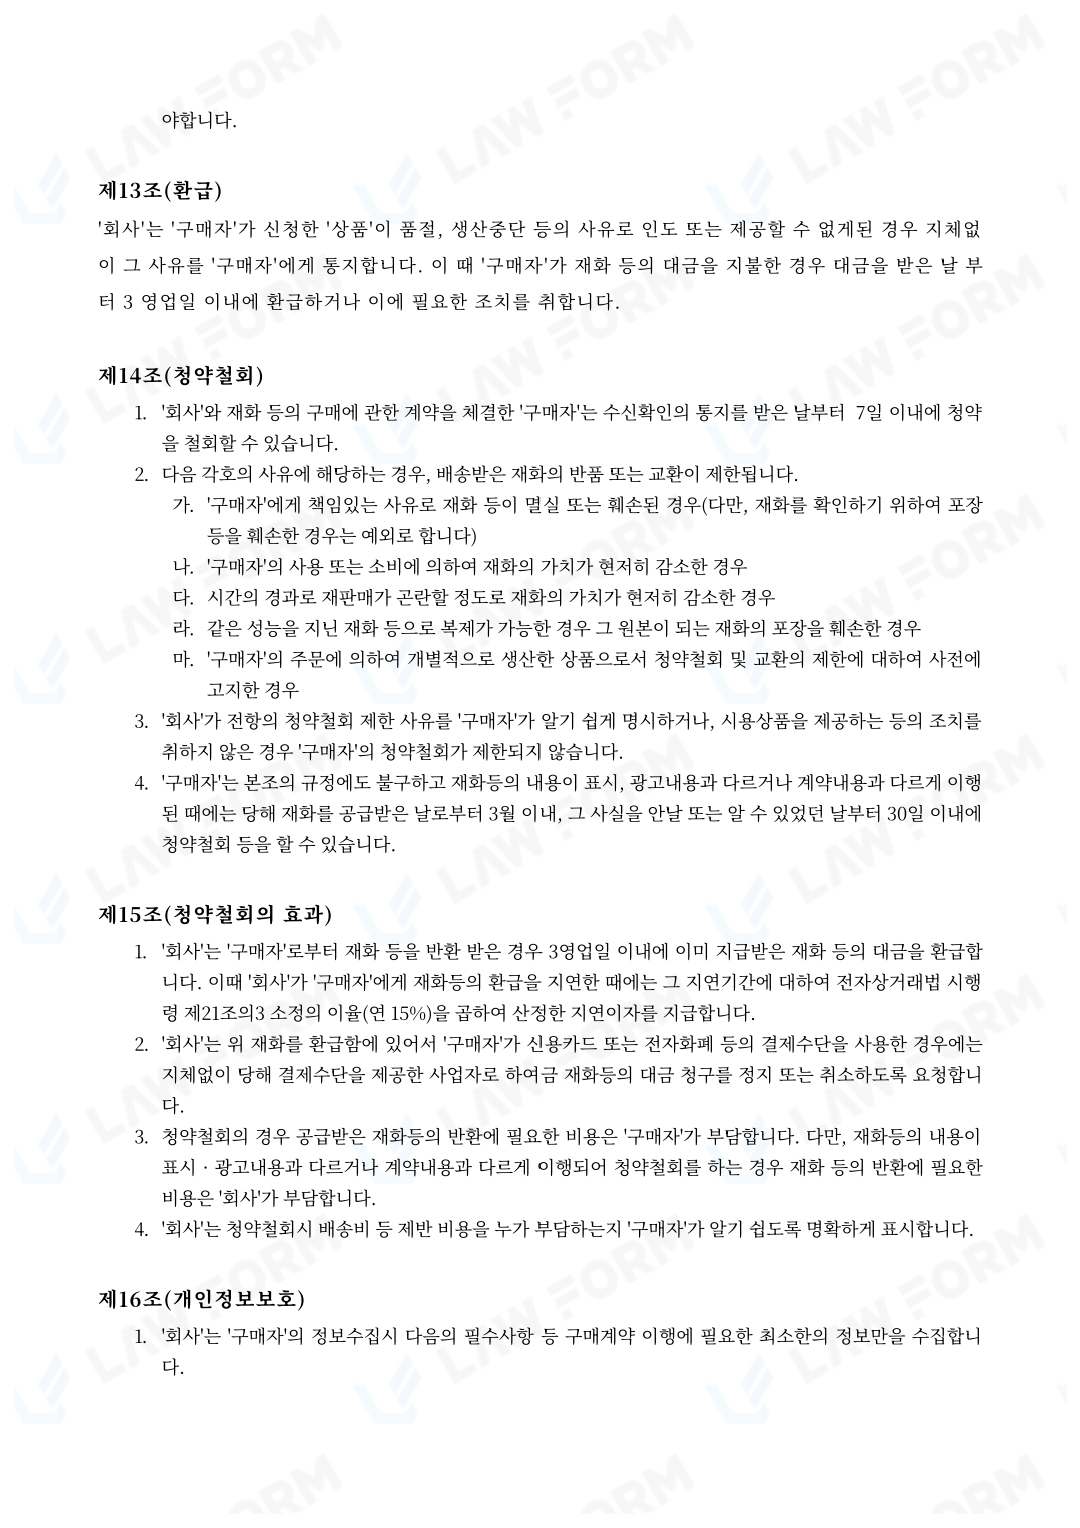 야합니다.
제13조(환급)
'회사'는 '구매자'가 신청한 '상품'이 품절, 생산중단 등의 사유로 인도 또는 제공할 수 없게된 경우 지체없
이 그 사유를 '구매자'에게 통지합니다. 이 때 '구매자'가 재화 등의 대금을 지불한 경우 대금을 받은 날 부
터 3 영업일 이내에 환급하거나 이에 필요한 조치를 취합니다.
제14조(청약철회)
1. '회사'와 재화 등의 구매에 관한 계약을 체결한 '구매자'는 수신확인의 통지를 받은 날부터 7일 이내에 청약
을 철회할 수 있습니다.
2. 다음 각호의 사유에 해당하는 경우, 배송받은 재화의 반품 또는 교환이 제한됩니다.
가. '구매자'에게 책임있는 사유로 재화 등이 멸실 또는 훼손된 경우(다만, 재화를 확인하기 위하여 포장
등을 훼손한 경우는 예외로 합니다)
나. '구매자'의 사용 또는 소비에 의하여 재화의 가치가 현저히 감소한 경우
다. 시간의 경과로 재판매가 곤란할 정도로 재화의 가치가 현저히 감소한 경우
라. 같은 성능을 지닌 재화 등으로 복제가 가능한 경우 그 원본이 되는 재화의 포장을 훼손한 경우
마. '구매자'의 주문에 의하여 개별적으로 생산한 상품으로서 청약철회 및 교환의 제한에 대하여 사전에
고지한 경우
3. '회사'가 전항의 청약철회 제한 사유를 '구매자'가 알기 쉽게 명시하거나, 시용상품을 제공하는 등의 조치를
취하지 않은 경우 '구매자'의 청약철회가 제한되지 않습니다.
4. '구매자'는 본조의 규정에도 불구하고 재화등의 내용이 표시, 광고내용과 다르거나 계약내용과 다르게 이행
된 때에는 당해 재화를 공급받은 날로부터 3월 이내, 그 사실을 안날 또는 알 수 있었던 날부터 30일 이내에
청약철회 등을 할 수 있습니다.
제15조(청약철회의 효과)
1. '회사'는 '구매자'로부터 재화 등을 반환 받은 경우 3영업일 이내에 이미 지급받은 재화 등의 대금을 환급합
니다. 이때 '회사'가 '구매자'에게 재화등의 환급을 지연한 때에는 그 지연기간에 대하여 전자상거래법 시행
령 제21조의3 소정의 이율(연 15%)을 곱하여 산정한 지연이자를 지급합니다.
2. '회사'는 위 재화를 환급함에 있어서 '구매자'가 신용카드 또는 전자화폐 등의 결제수단을 사용한 경우에는
지체없이 당해 결제수단을 제공한 사업자로 하여금 재화등의 대금 청구를 정지 또는 취소하도록 요청합니
다.
3. 청약철회의 경우 공급받은 재화등의 반환에 필요한 비용은 '구매자'가 부담합니다. 다만, 재화등의 내용이
표시 · 광고내용과 다르거나 계약내용과 다르게 이행되어 청약철회를 하는 경우 재화 등의 반환에 필요한
비용은 '회사'가 부담합니다.
4. '회사'는 청약철회시 배송비 등 제반 비용을 누가 부담하는지 '구매자'가 알기 쉽도록 명확하게 표시합니다.
제16조(개인정보보호)
1. '회사'는 '구매자'의 정보수집시 다음의 필수사항 등 구매계약 이행에 필요한 최소한의 정보만을 수집합니
다.